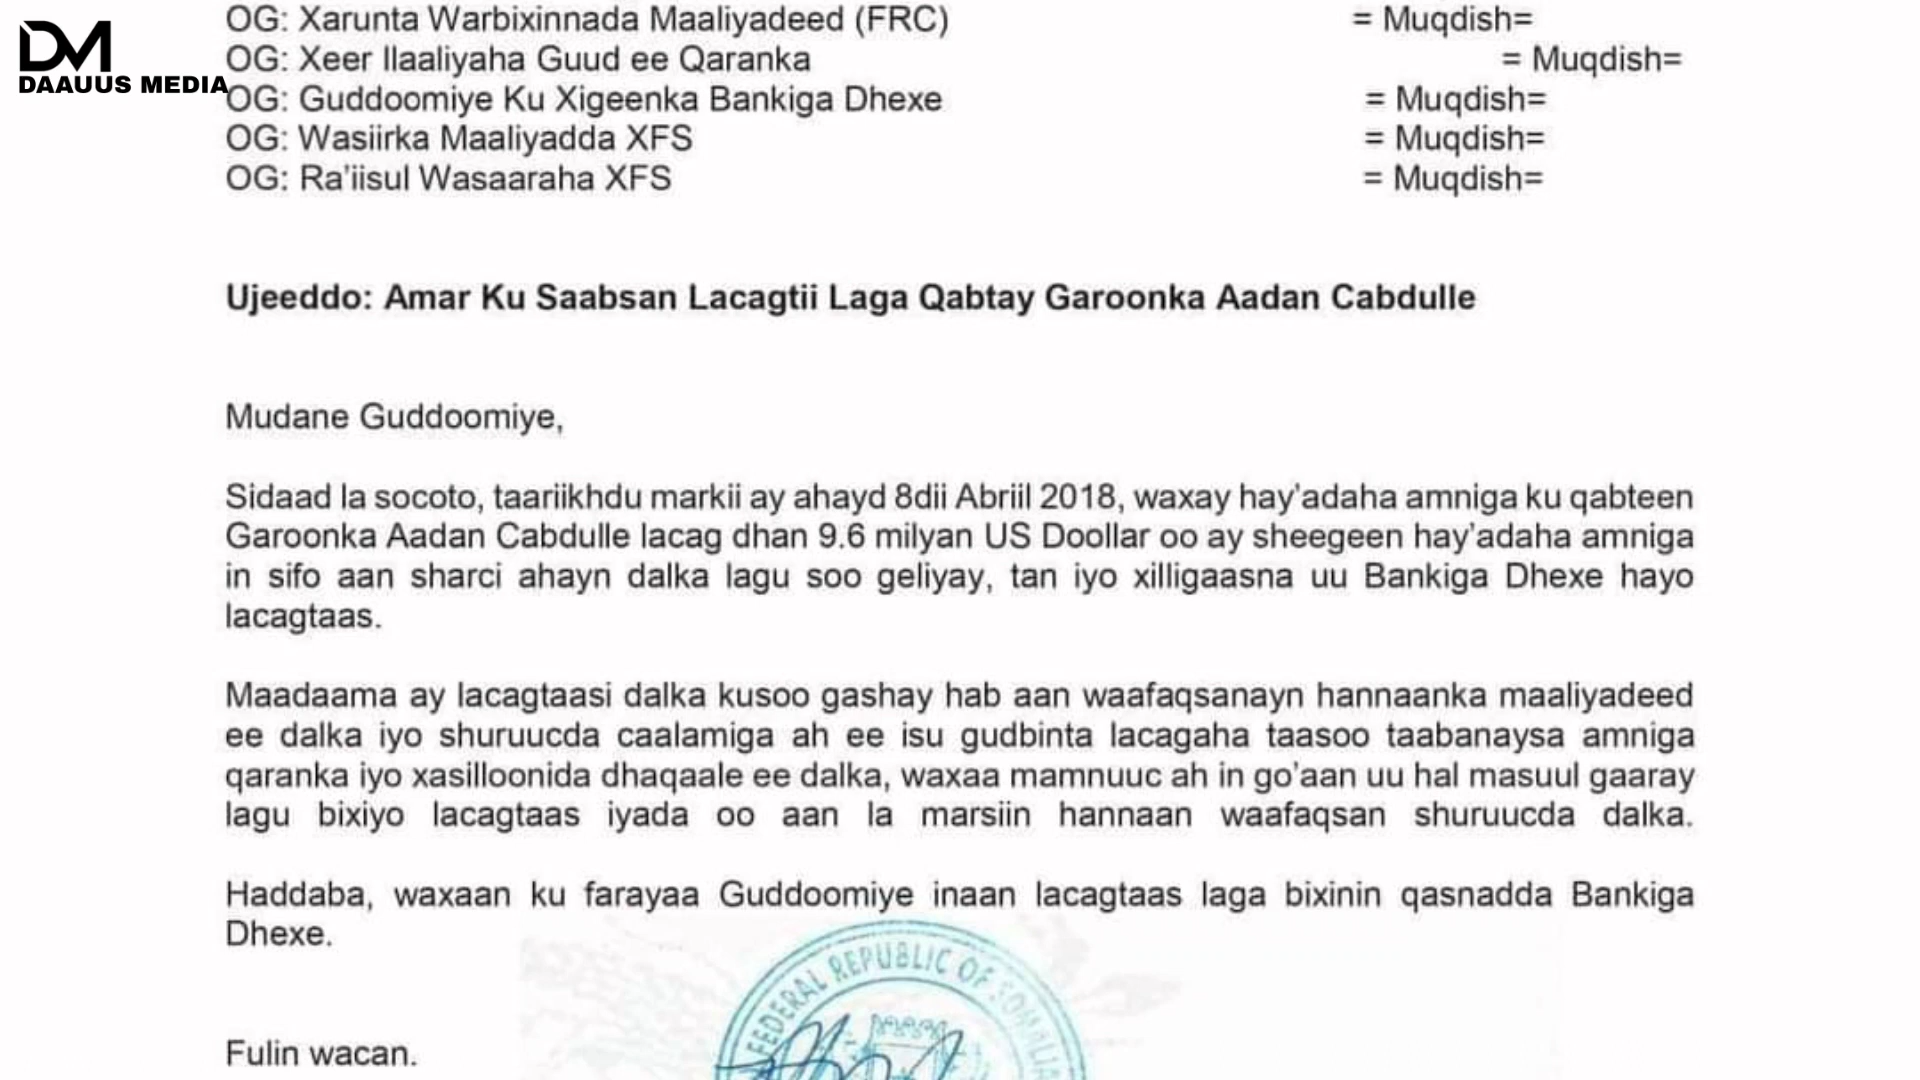 DM
DAAUUS MEDIA
OG: Xarunta Warbixinnada Maaliyadeed (FRC) = Muqdish=
OG: Xeer Ilaaliyaha Guud ee Qaranka = Muqdish=
OG: Guddoomiye Ku Xigeenka Bankiga Dhexe = Muqdish=
OG: Wasiirka Maaliyadda XFS = Muqdish=
OG: Ra'iisul Wasaaraha XFS = Muqdish=
Ujeeddo: Amar Ku Saabsan Lacagtii Laga Qabtay Garoonka Aadan Cabdulle
Mudane Guddoomiye,
Sidaad la socoto, taariikhdu markii ay ahayd 8dii Abriil 2018, waxay hay'adaha amniga ku qabteen
Garoonka Aadan Cabdulle lacag dhan 9.6 milyan US Doollar oo ay sheegeen hay'adaha amniga
in sifo aan sharci ahayn dalka lagu soo geliyay, tan iyo xilligaasna uu Bankiga Dhexe hayo
lacagtaas.
Maadaama ay lacagtaasi dalka kusoo gashay hab aan waafaqsanayn hannaanka maaliyadeed
ee dalka iyo shuruucda caalamiga ah ee isu gudbinta lacagaha taasoo taabanaysa amniga
qaranka iyo xasilloonida dhaqaale ee dalka, waxaa mamnuuc ah in go'aan uu hal masuul gaaray
lagu bixiyo lacagtaas iyada oo aan la marsiin hannaan waafaqsan shuruucda dalka.
Haddaba, waxaan ku farayaa Guddoomiye inaan lacagtaas laga bixinin qasnadda Bankiga
Dhexe.
FEDERAL REPUBLIC OF SOMALIA
Fulin wacan.